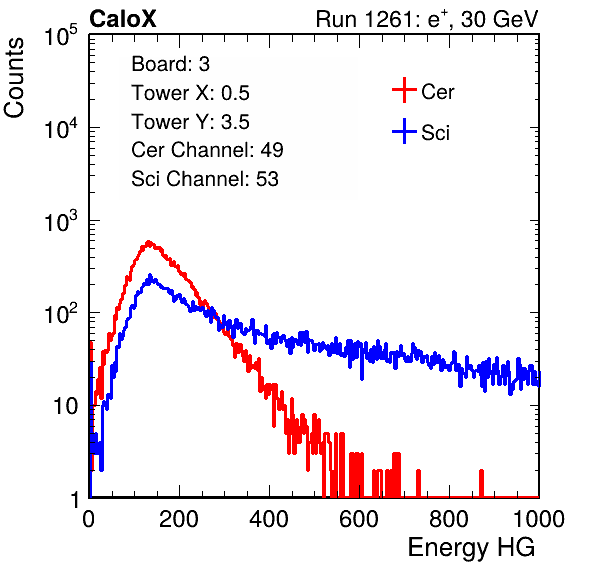 CaloX Run 1261: e⁺, 30 GeV
Counts
Board: 3
Tower X: 0.5
Tower Y: 3.5
Cer Channel: 49
Sci Channel: 53
Cer
Sci
10⁵
10⁴
10³
10²
10
1
0 200 400 600 800 1000
Energy HG